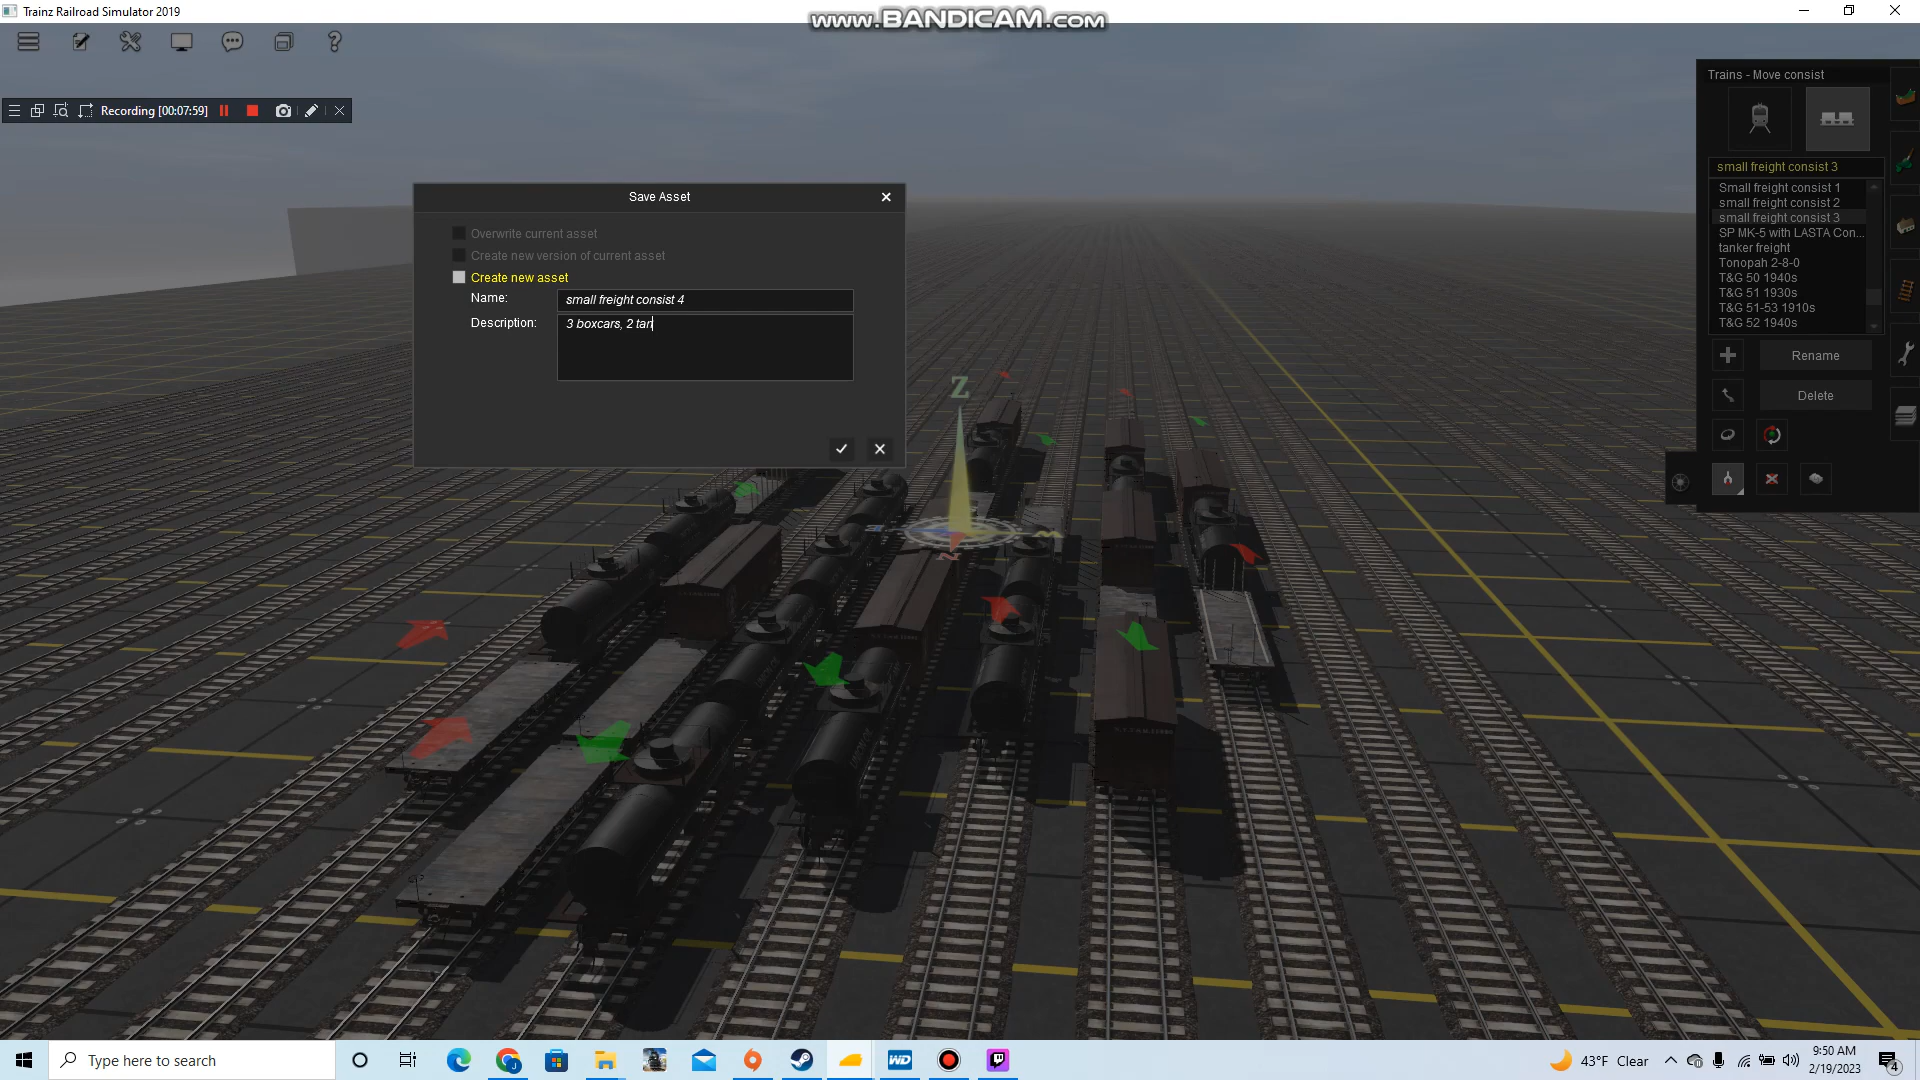 Trainz Railroad Simulator 2019
www.BANDICAM.com
Recording [00:07:59]
Trains - Move consist
small freight consist 3
Small freight consist 1
small freight consist 2
small freight consist 3
SP MK-5 with LASTA Con...
tanker freight
Tonopah 2-8-0
T&G 50 1940s
T&G 51 1930s
T&G 51-53 1910s
T&G 52 1940s
Rename
Delete
Save Asset
Overwrite current asset
Create new version of current asset
Create new asset
Name:
small freight consist 4
Description:
3 boxcars, 2 tan
Z
N
Type here to search
WD
43°F Clear
9:50 AM
2/19/2023
4